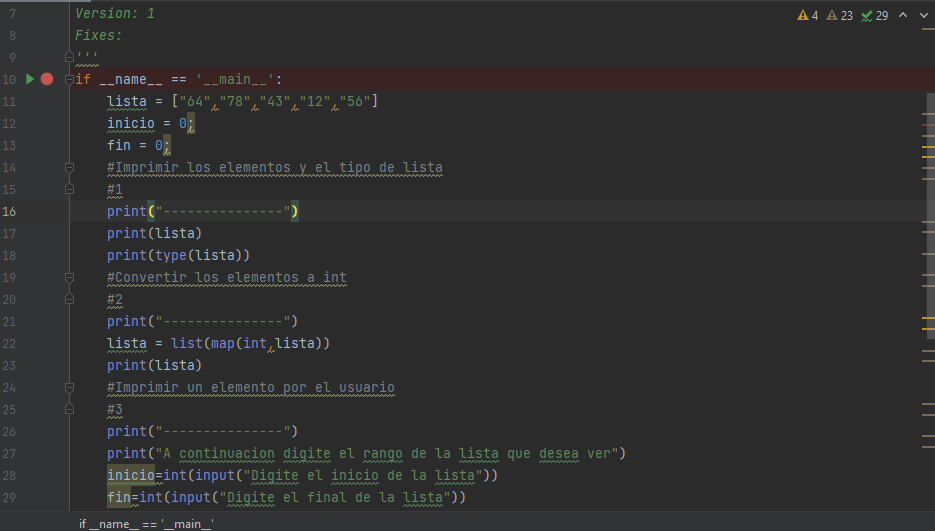 7 Version: 1
4 23 29
8 Fixes:
9 '''
10 if __name__ == '__main__':
11 lista = ["64","78","43","12","56"]
12 inicio = 0;
13 fin = 0;
14 #Imprimir los elementos y el tipo de lista
15 #1
16 print("---------------")
17 print(lista)
18 print(type(lista))
19 #Convertir los elementos a int
20 #2
21 print("---------------")
22 lista = list(map(int,lista))
23 print(lista)
24 #Imprimir un elemento por el usuario
25 #3
26 print("---------------")
27 print("A continuacion digite el rango de la lista que desea ver")
28 inicio=int(input("Digite el inicio de la lista"))
29 fin=int(input("Digite el final de la lista"))
if __name__ == '__main__'